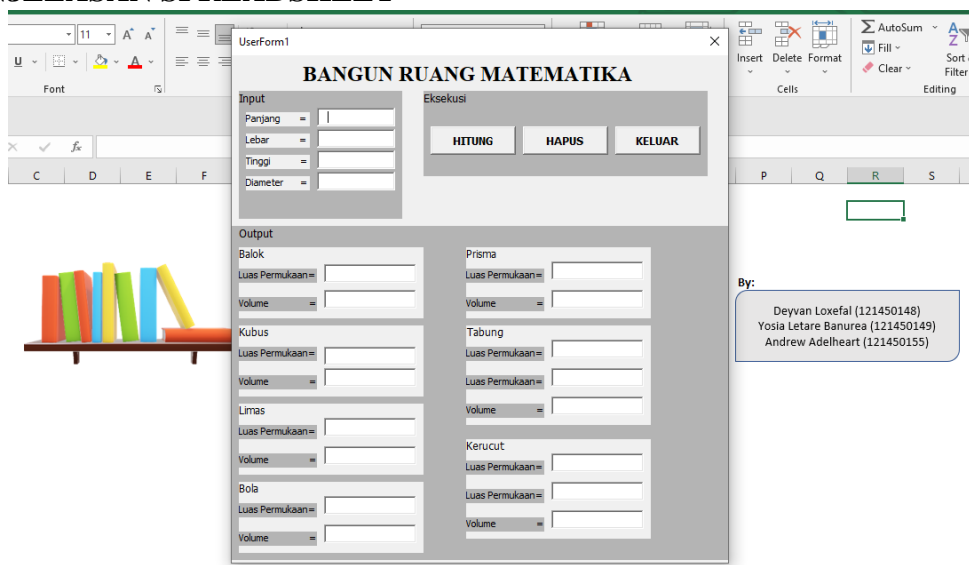 11
A A
AutoSum
Fill
Clear
Insert Delete Format
Sort
Filter
U A
Font
Cells
Editing
fx
C D E F P Q R S
UserForm1
BANGUN RUANG MATEMATIKA
Input
Panjang =
Lebar =
Tinggi =
Diameter =
Eksekusi
HITUNG HAPUS KELUAR
Output
Balok
Luas Permukaan=
Volume =
Kubus
Luas Permukaan=
Volume =
Limas
Luas Permukaan=
Volume =
Bola
Luas Permukaan=
Volume =
Prisma
Luas Permukaan=
Volume =
Tabung
Luas Permukaan=
Luas Permukaan=
Volume =
Kerucut
Luas Permukaan=
Luas Permukaan=
Volume =
By:
Deyvan Loxefal (121450148)
Yosia Letare Banurea (121450149)
Andrew Adelheart (121450155)